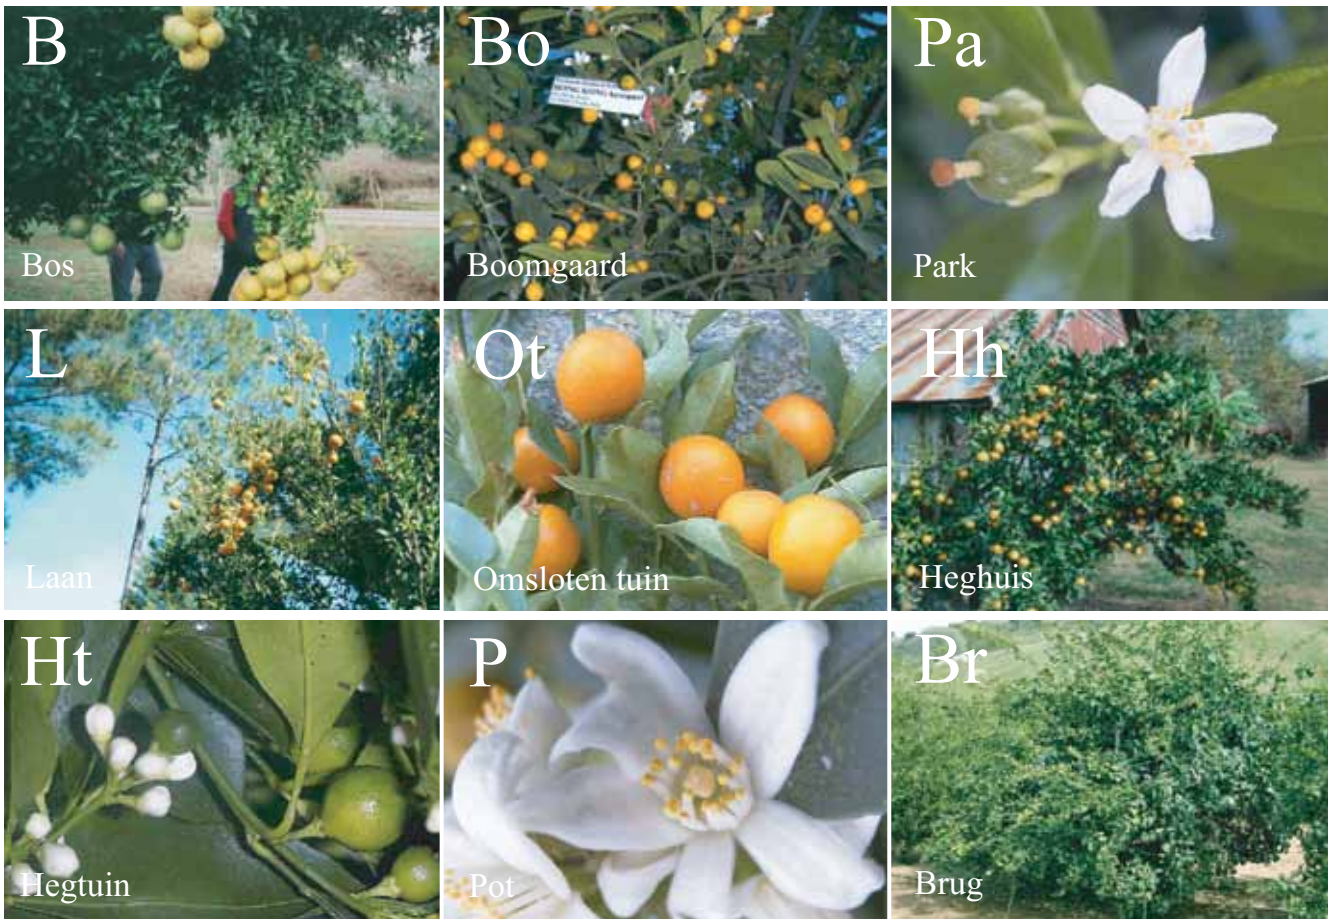 B
Bos
Bo
Boomgaard
Pa
Park
L
Laan
Ot
Omsloten tuin
Hh
Heghuis
Ht
Hegtuin
P
Pot
Br
Brug